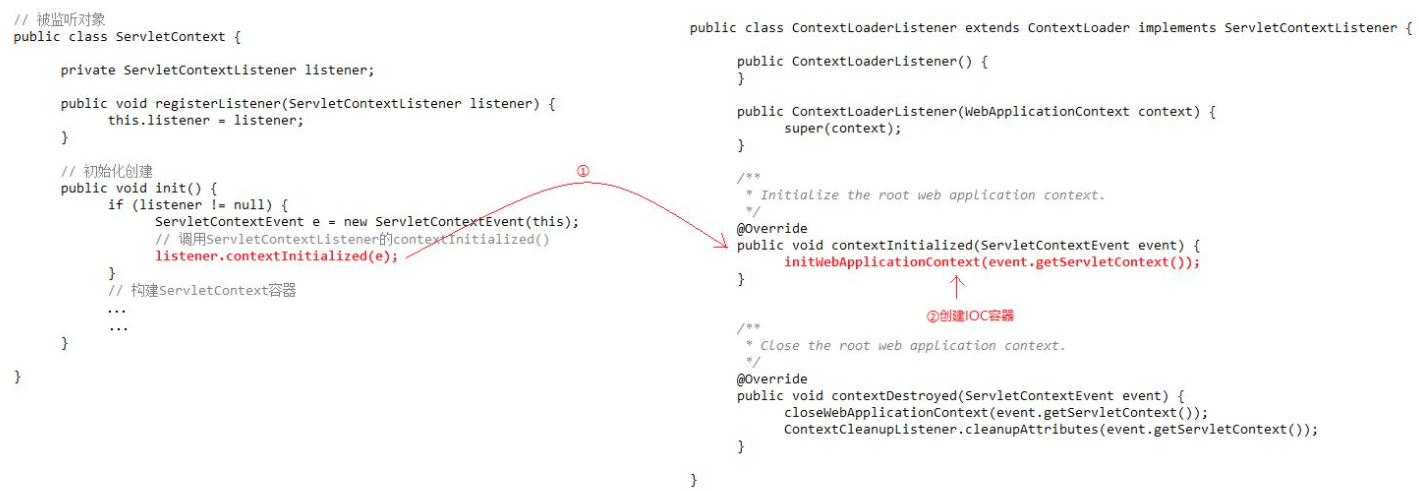 // 被监听对象
public class ServletContext {
private ServletContextListener listener;
public void registerListener(ServletContextListener listener) {
this.listener = listener;
}
// 初始化创建
public void init() {
if (listener != null) {
ServletContextEvent e = new ServletContextEvent(this);
// 调用ServletContextListener的contextInitialized()
listener.contextInitialized(e);
}
// 构建ServletContext容器
...
...
}
}
①
public class ContextLoaderListener extends ContextLoader implements ServletContextListener {
public ContextLoaderListener() {
}
public ContextLoaderListener(WebApplicationContext context) {
super(context);
}
/**
* Initialize the root web application context.
*/
@Override
public void contextInitialized(ServletContextEvent event) {
initWebApplicationContext(event.getServletContext());
}
②创建IOC容器
/**
* Close the root web application context.
*/
@Override
public void contextDestroyed(ServletContextEvent event) {
closeWebApplicationContext(event.getServletContext());
ContextCleanupListener.cleanupAttributes(event.getServletContext());
}
}